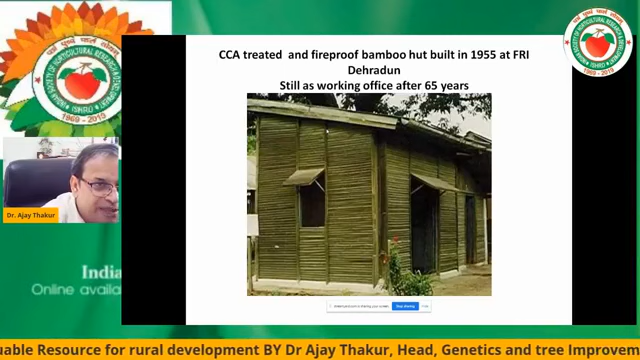 CCA treated and fireproof bamboo hut built in 1955 at FRI
Dehradun
Still as working office after 65 years
1969 - 2019
Dr. Ajay Thakur
India
Online availa
Stop sharing
Hide
uable Resource for rural development BY Dr Ajay Thakur, Head, Genetics and tree Improvem